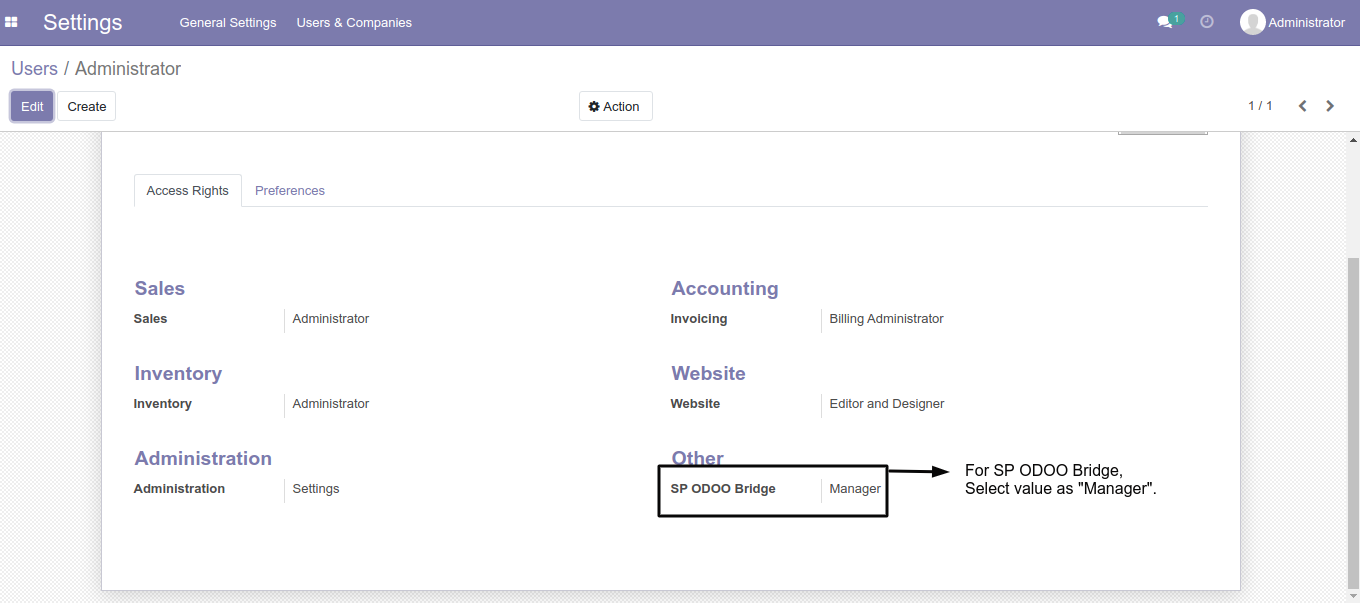 Settings General Settings Users & Companies 1 Administrator
Users / Administrator
Edit Create Action 1 / 1
Access Rights Preferences
Sales Accounting
Sales Administrator Invoicing Billing Administrator
Inventory Website
Inventory Administrator Website Editor and Designer
Administration Other
Administration Settings SP ODOO Bridge Manager
For SP ODOO Bridge,
Select value as "Manager".